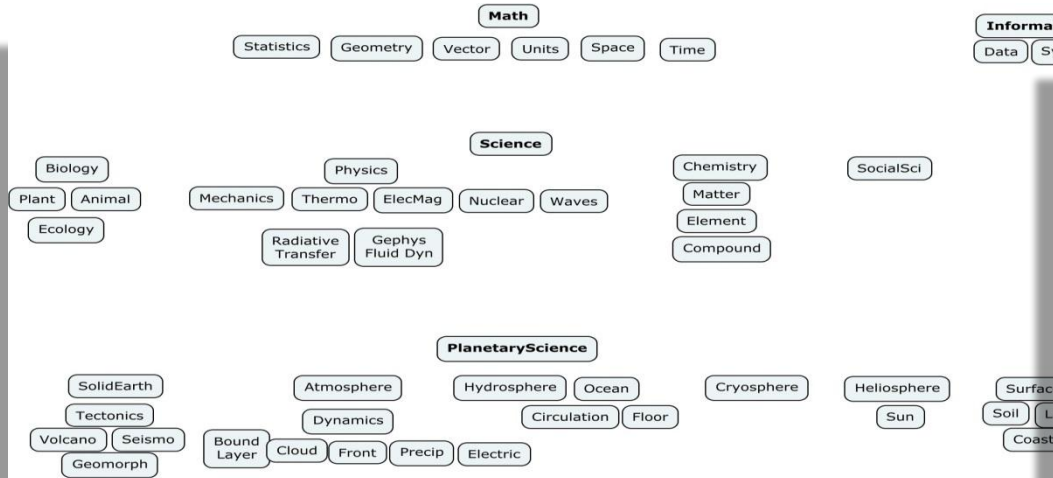 Math
Informa
Statistics Geometry Vector Units Space Time
Data Sy
Science
Biology Physics Chemistry SocialSci
Plant Animal Mechanics Thermo ElecMag Nuclear Waves Matter
Ecology Element
Radiative Transfer Gephys Fluid Dyn Compound
PlanetaryScience
SolidEarth Atmosphere Hydrosphere Ocean Cryosphere Heliosphere Surfac
Tectonics Dynamics Circulation Floor Sun Soil L
Volcano Seismo Bound Layer Cloud Front Precip Electric Coast
Geomorph